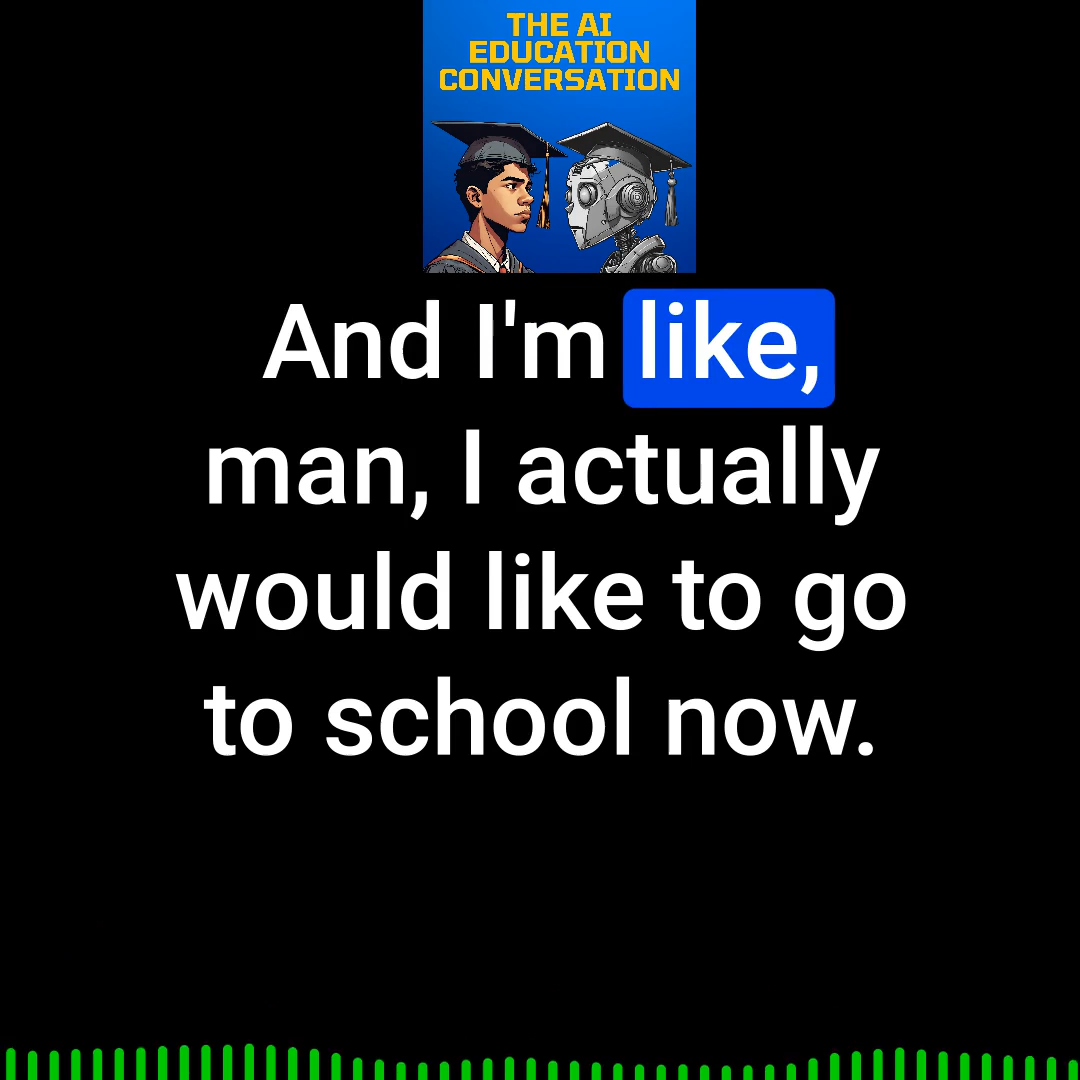 THE AI
EDUCATION
CONVERSATION
And I'm like,
man, I actually
would like to go
to school now.